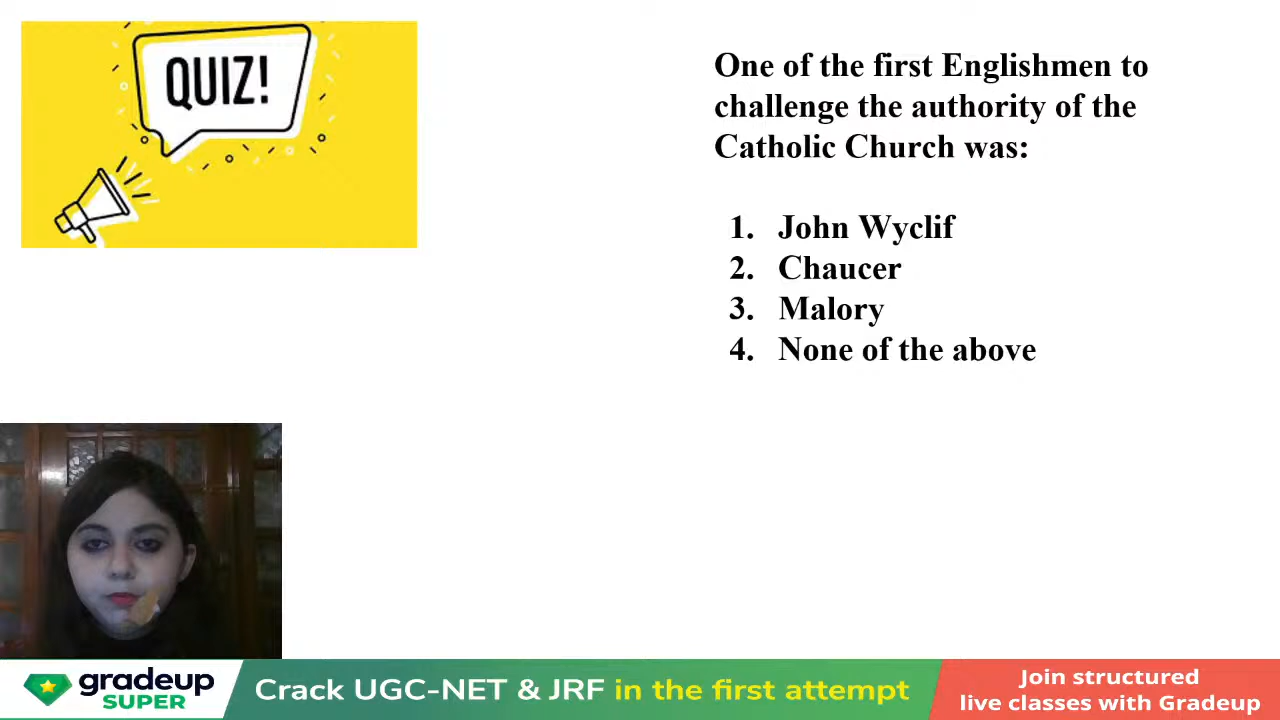 QUIZ!
One of the first Englishmen to
challenge the authority of the
Catholic Church was:
1. John Wyclif
2. Chaucer
3. Malory
4. None of the above
gradeup
SUPER
Crack UGC-NET & JRF in the first attempt
Join structured
live classes with Gradeup